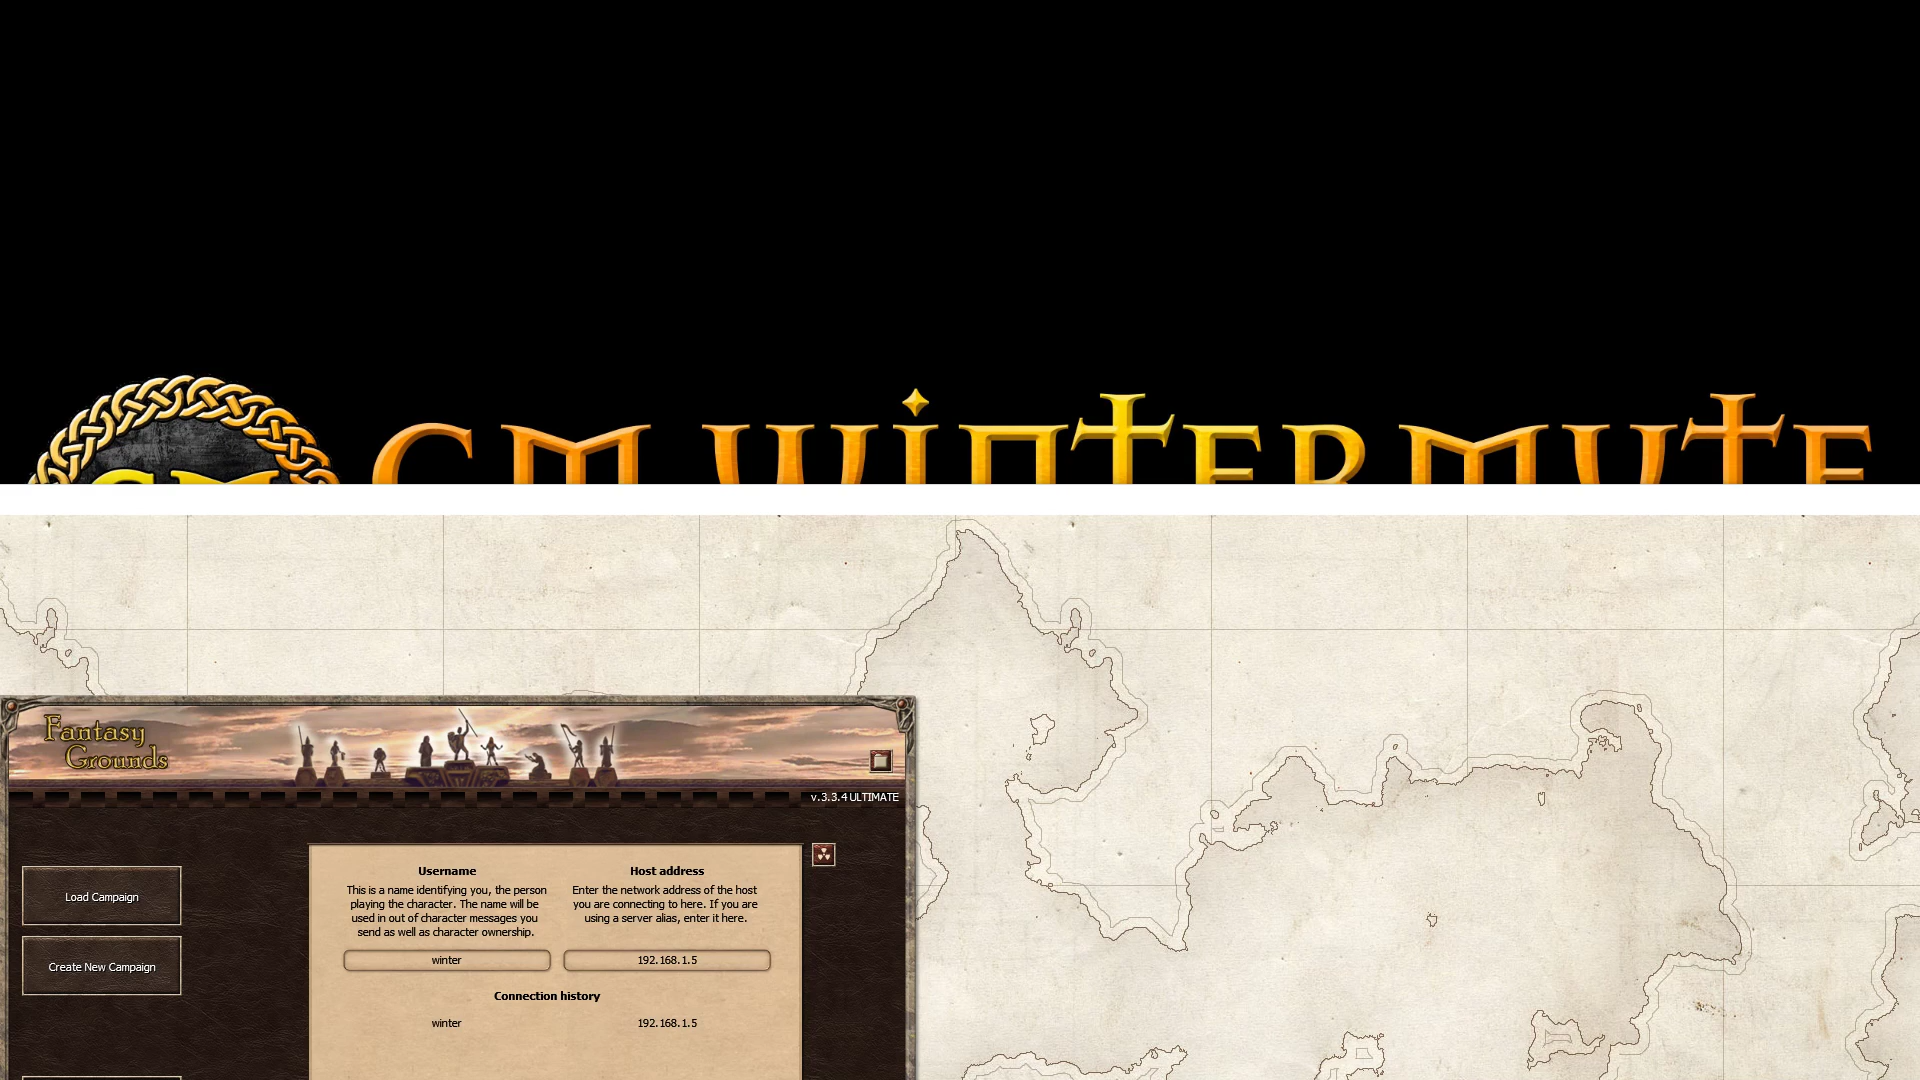 GM
GM WINTERMUTE
Fantasy
Grounds
v.3.3.4 ULTIMATE
Load Campaign
Create New Campaign
Username
This is a name identifying you, the person
playing the character. The name will be
used in out of character messages you
send as well as character ownership.
winter
Host address
Enter the network address of the host
you are connecting to here. If you are
using a server alias, enter it here.
192.168.1.5
Connection history
winter 192.168.1.5